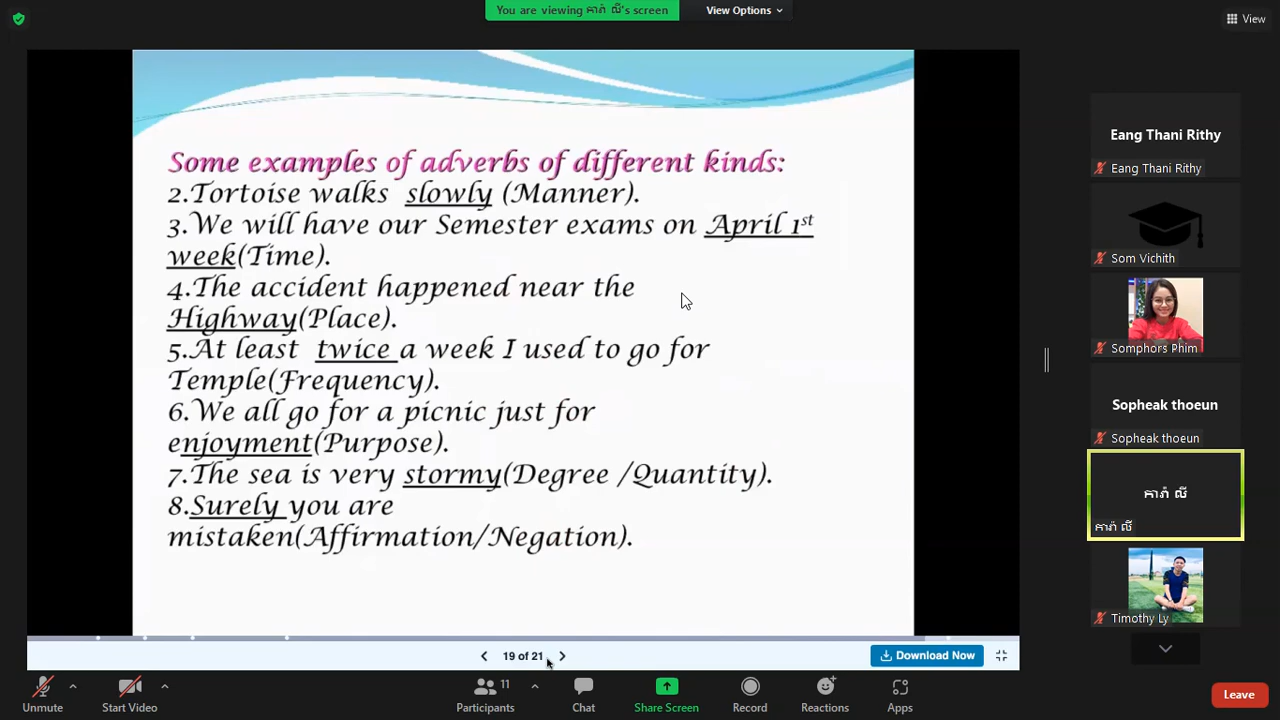 You are viewing ការ៉ា លី's screen
View Options
View
Some examples of adverbs of different kinds:
2.Tortoise walks slowly (Manner).
3.We will have our Semester exams on April 1st
week(Time).
4.The accident happened near the
Highway(Place).
5.At least twice a week I used to go for
Temple(Frequency).
6.We all go for a picnic just for
enjoyment(Purpose).
7.The sea is very stormy(Degree /Quantity).
8.Surely you are
mistaken(Affirmation/Negation).
19 of 21
Download Now
Eang Thani Rithy
Eang Thani Rithy
Som Vichith
Somphors Phim
Sopheak thoeun
Sopheak thoeun
ការ៉ា លី
ការ៉ា លី
Timothy Ly
Unmute
Start Video
11
Participants
Chat
Share Screen
Record
Reactions
Apps
Leave